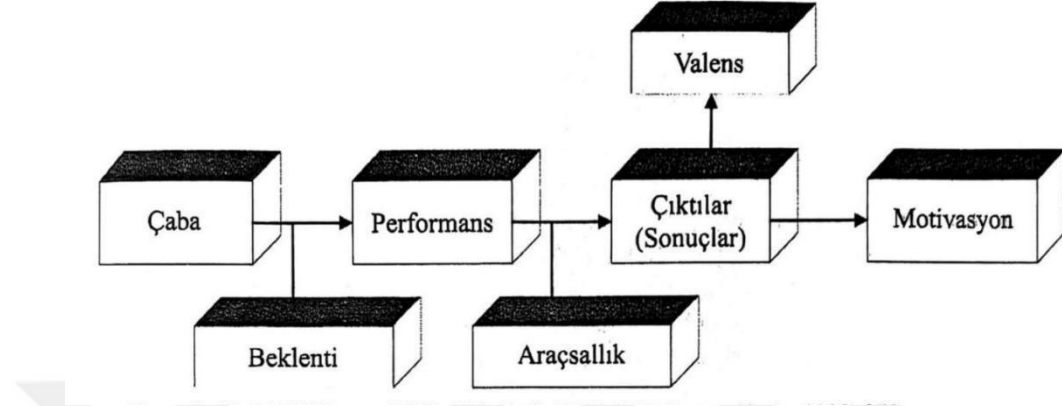 Valens
Çaba
Performans
Çıktılar
(Sonuçlar)
Motivasyon
Beklenti
Araçsallık